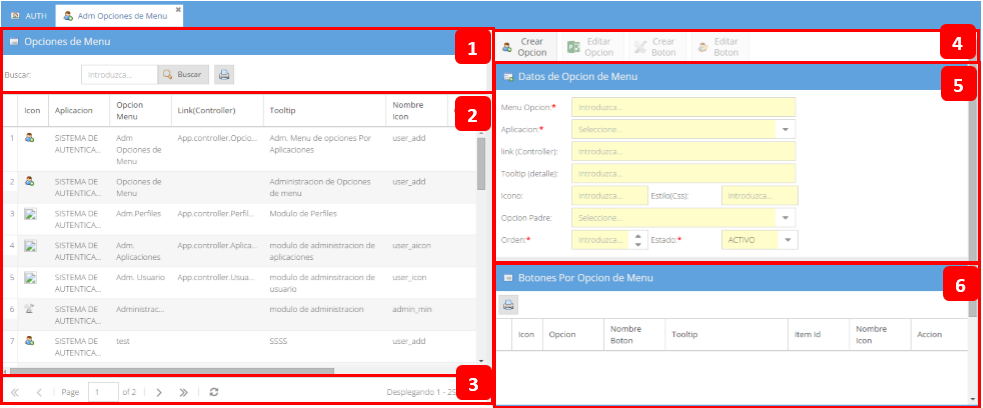 AUTH
Adm Opciones de Menu
Opciones de Menu
1
Buscar:
Introduzca...
Buscar
2
Icon
Aplicacion
Opcion Menu
Link(Controller)
Tooltip
Nombre Icon
1
SISTEMA DE AUTENTICA...
Adm Opciones de Menu
App.controller.Opcio...
Adm. Menu de opciones Por Aplicaciones
user_add
2
SISTEMA DE AUTENTICA...
Opciones de Menu
Administracion de Opciones de menu
user_add
3
SISTEMA DE AUTENTICA...
Adm.Perfiles
App.controller.Perfil...
Modulo de Perfiles
4
SISTEMA DE AUTENTICA...
Adm. Aplicaciones
App.controller.Aplica...
modulo de administracion de aplicaciones
user_aicon
5
SISTEMA DE AUTENTICA...
Adm. Usuario
App.controller.Usua...
modulo de adminsitracion de usuario
user_icon
6
SISTEMA DE AUTENTICA...
Administrac...
modulo de administracion
admin_min
7
SISTEMA DE AUTENTICA...
test
SSSS
user_add
3
Page
1
of 2
Desplegando 1 - 25
4
Crear Opcion
Editar Opcion
Crear Boton
Editar Boton
Datos de Opcion de Menu
5
Menu Opcion:*
Introduzca...
Aplicacion:*
Seleccione...
link (Controller):
Introduzca...
Tooltip (detalle):
Introduzca...
Icono:
Introduzca...
Estilo(Css):
Introduzca...
Opcion Padre:
Seleccione...
Orden:*
Introduzca...
Estado:*
ACTIVO
Botones Por Opcion de Menu
6
Icon
Opcion
Nombre Boton
Tooltip
Item Id
Nombre Icon
Accion